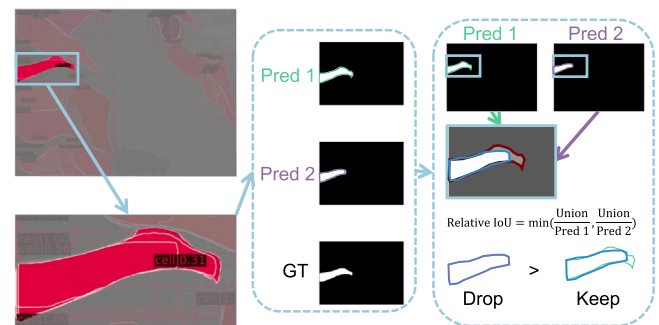 Pred 1
Pred 2
GT
cell 0.31
Pred 1
Pred 2
Relative IoU = min(Union/Pred 1, Union/Pred 2)
>
Drop
Keep